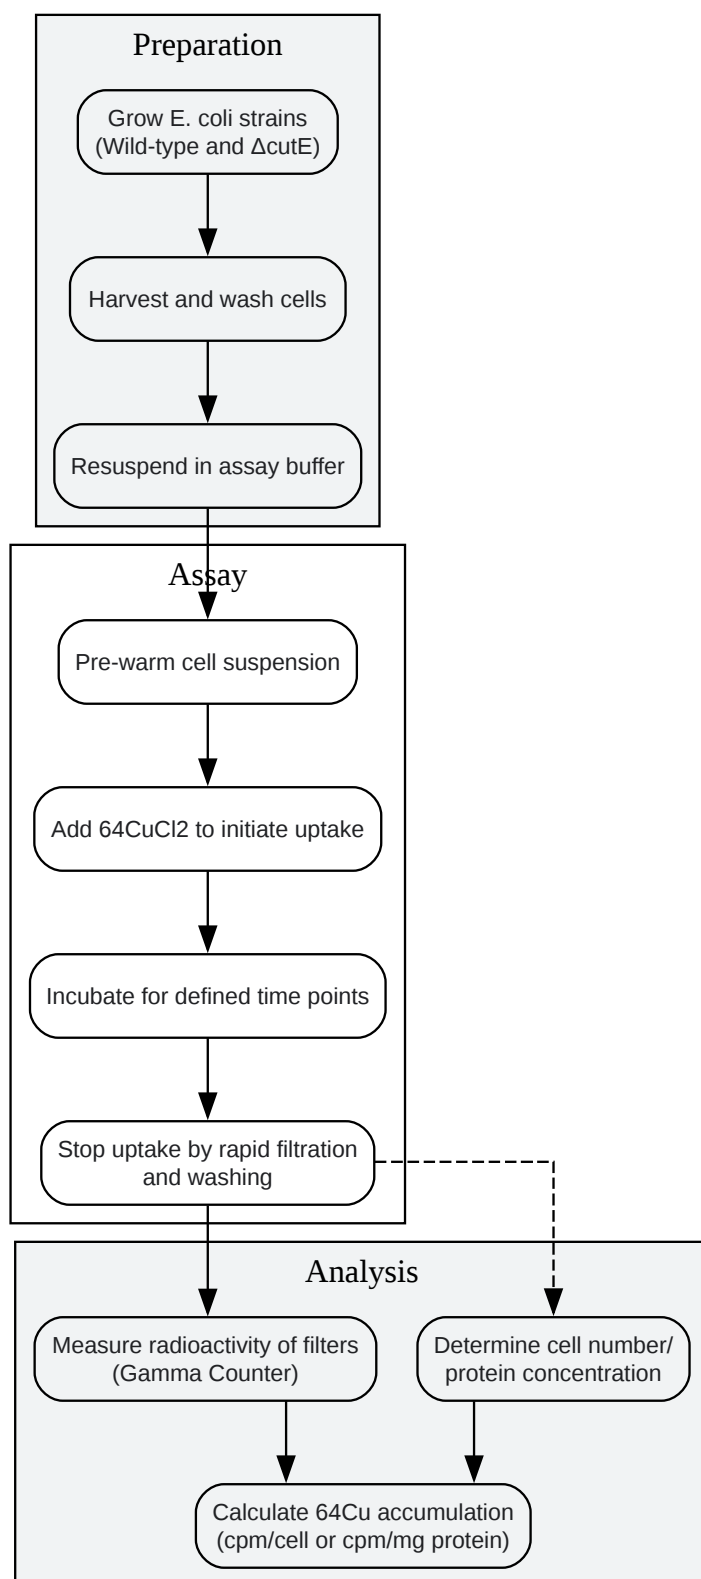 Preparation
Grow E. coli strains
(Wild-type and ΔcutE)
Harvest and wash cells
Resuspend in assay buffer
Assay
Pre-warm cell suspension
Add 64CuCl2 to initiate uptake
Incubate for defined time points
Stop uptake by rapid filtration
and washing
Analysis
Measure radioactivity of filters
(Gamma Counter)
Determine cell number/
protein concentration
Calculate 64Cu accumulation
(cpm/cell or cpm/mg protein)